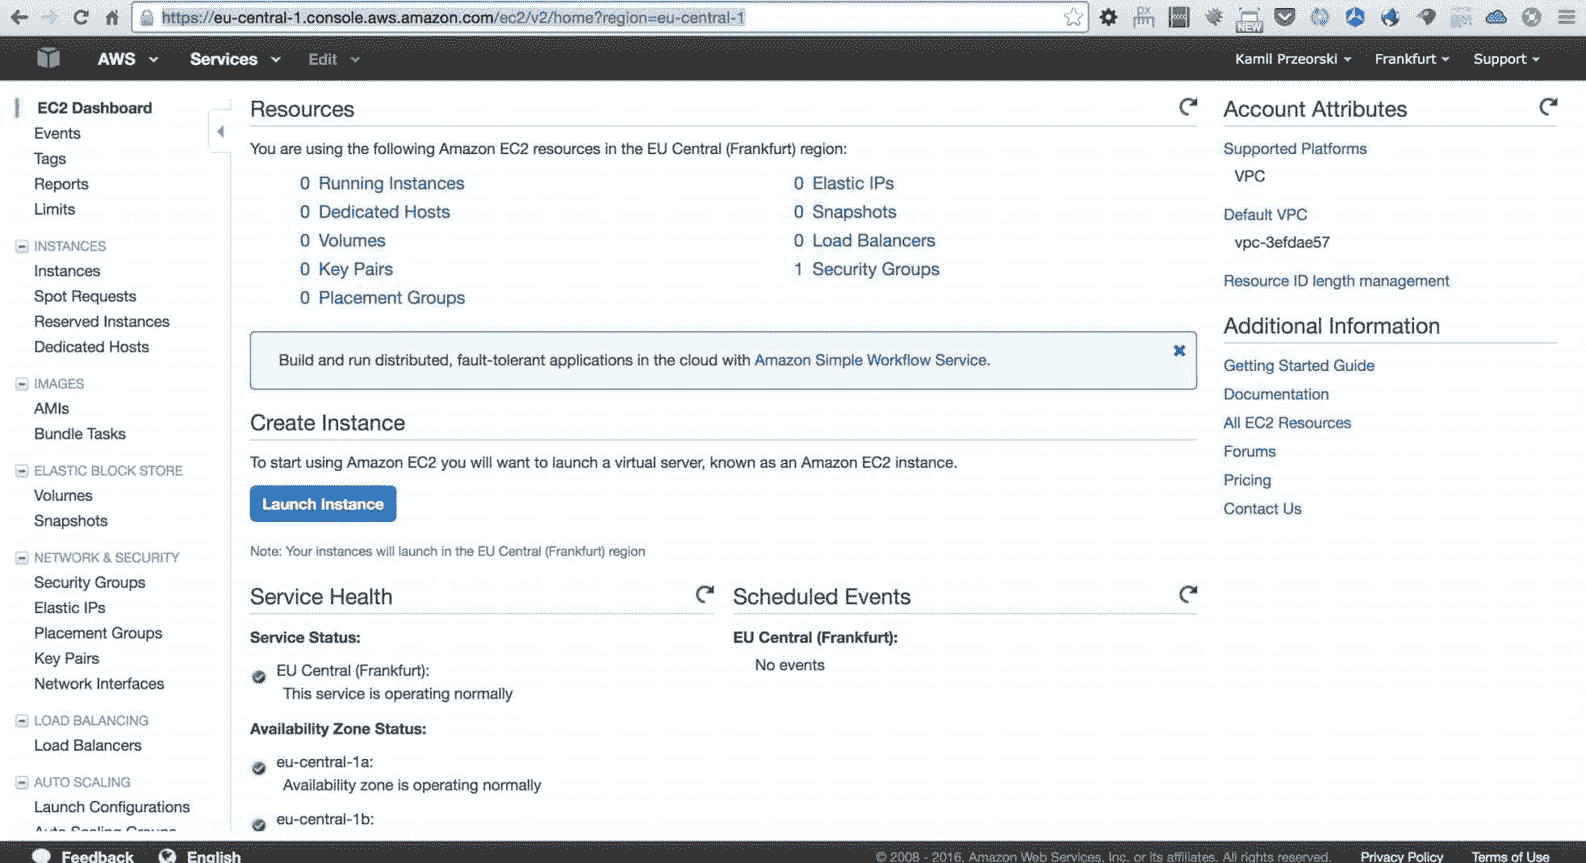 https://eu-central-1.console.aws.amazon.com/ec2/v2/home?region=eu-central-1
NEW
AWS Services Edit Kamil Przeorski Frankfurt Support
EC2 Dashboard
Events
Tags
Reports
Limits
INSTANCES
Instances
Spot Requests
Reserved Instances
Dedicated Hosts
IMAGES
AMIs
Bundle Tasks
ELASTIC BLOCK STORE
Volumes
Snapshots
NETWORK & SECURITY
Security Groups
Elastic IPs
Placement Groups
Key Pairs
Network Interfaces
LOAD BALANCING
Load Balancers
AUTO SCALING
Launch Configurations
Auto Scaling Groups
Resources
You are using the following Amazon EC2 resources in the EU Central (Frankfurt) region:
0 Running Instances
0 Dedicated Hosts
0 Volumes
0 Key Pairs
0 Placement Groups
0 Elastic IPs
0 Snapshots
0 Load Balancers
1 Security Groups
Build and run distributed, fault-tolerant applications in the cloud with Amazon Simple Workflow Service.
Create Instance
To start using Amazon EC2 you will want to launch a virtual server, known as an Amazon EC2 instance.
Launch Instance
Note: Your instances will launch in the EU Central (Frankfurt) region
Service Health
Service Status:
EU Central (Frankfurt):
This service is operating normally
Availability Zone Status:
eu-central-1a:
Availability zone is operating normally
eu-central-1b:
Scheduled Events
EU Central (Frankfurt):
No events
Account Attributes
Supported Platforms
VPC
Default VPC
vpc-3efdae57
Resource ID length management
Additional Information
Getting Started Guide
Documentation
All EC2 Resources
Forums
Pricing
Contact Us
Feedback English © 2008 - 2016, Amazon Web Services, Inc. or its affiliates. All rights reserved. Privacy Policy Terms of Use